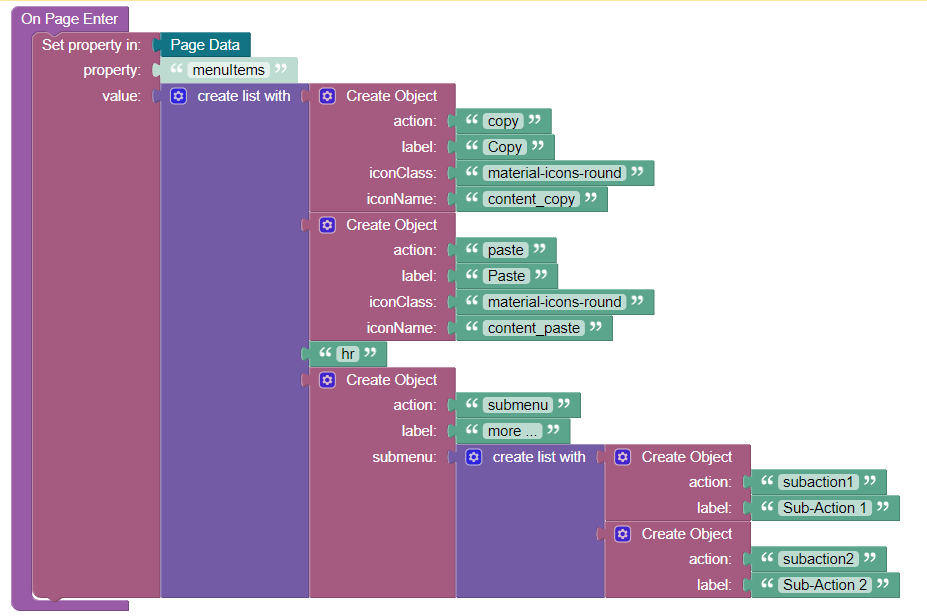 On Page Enter
Set property in: Page Data
property: “ menuItems ”
value: create list with Create Object
action: “ copy ”
label: “ Copy ”
iconClass: “ material-icons-round ”
iconName: “ content_copy ”
Create Object
action: “ paste ”
label: “ Paste ”
iconClass: “ material-icons-round ”
iconName: “ content_paste ”
“ hr ”
Create Object
action: “ submenu ”
label: “ more ... ”
submenu: create list with Create Object
action: “ subaction1 ”
label: “ Sub-Action 1 ”
Create Object
action: “ subaction2 ”
label: “ Sub-Action 2 ”